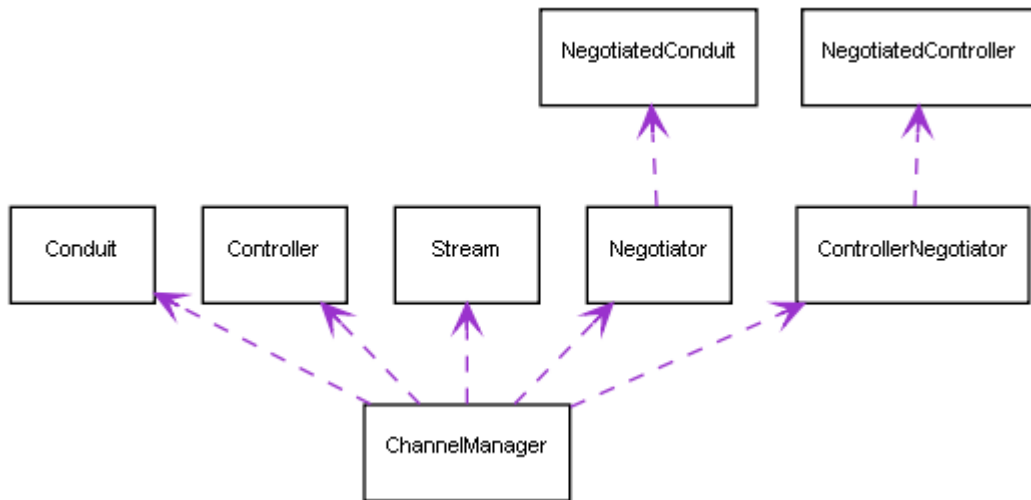 NegotiatedConduit
NegotiatedController
Conduit
Controller
Stream
Negotiator
ControllerNegotiator
ChannelManager